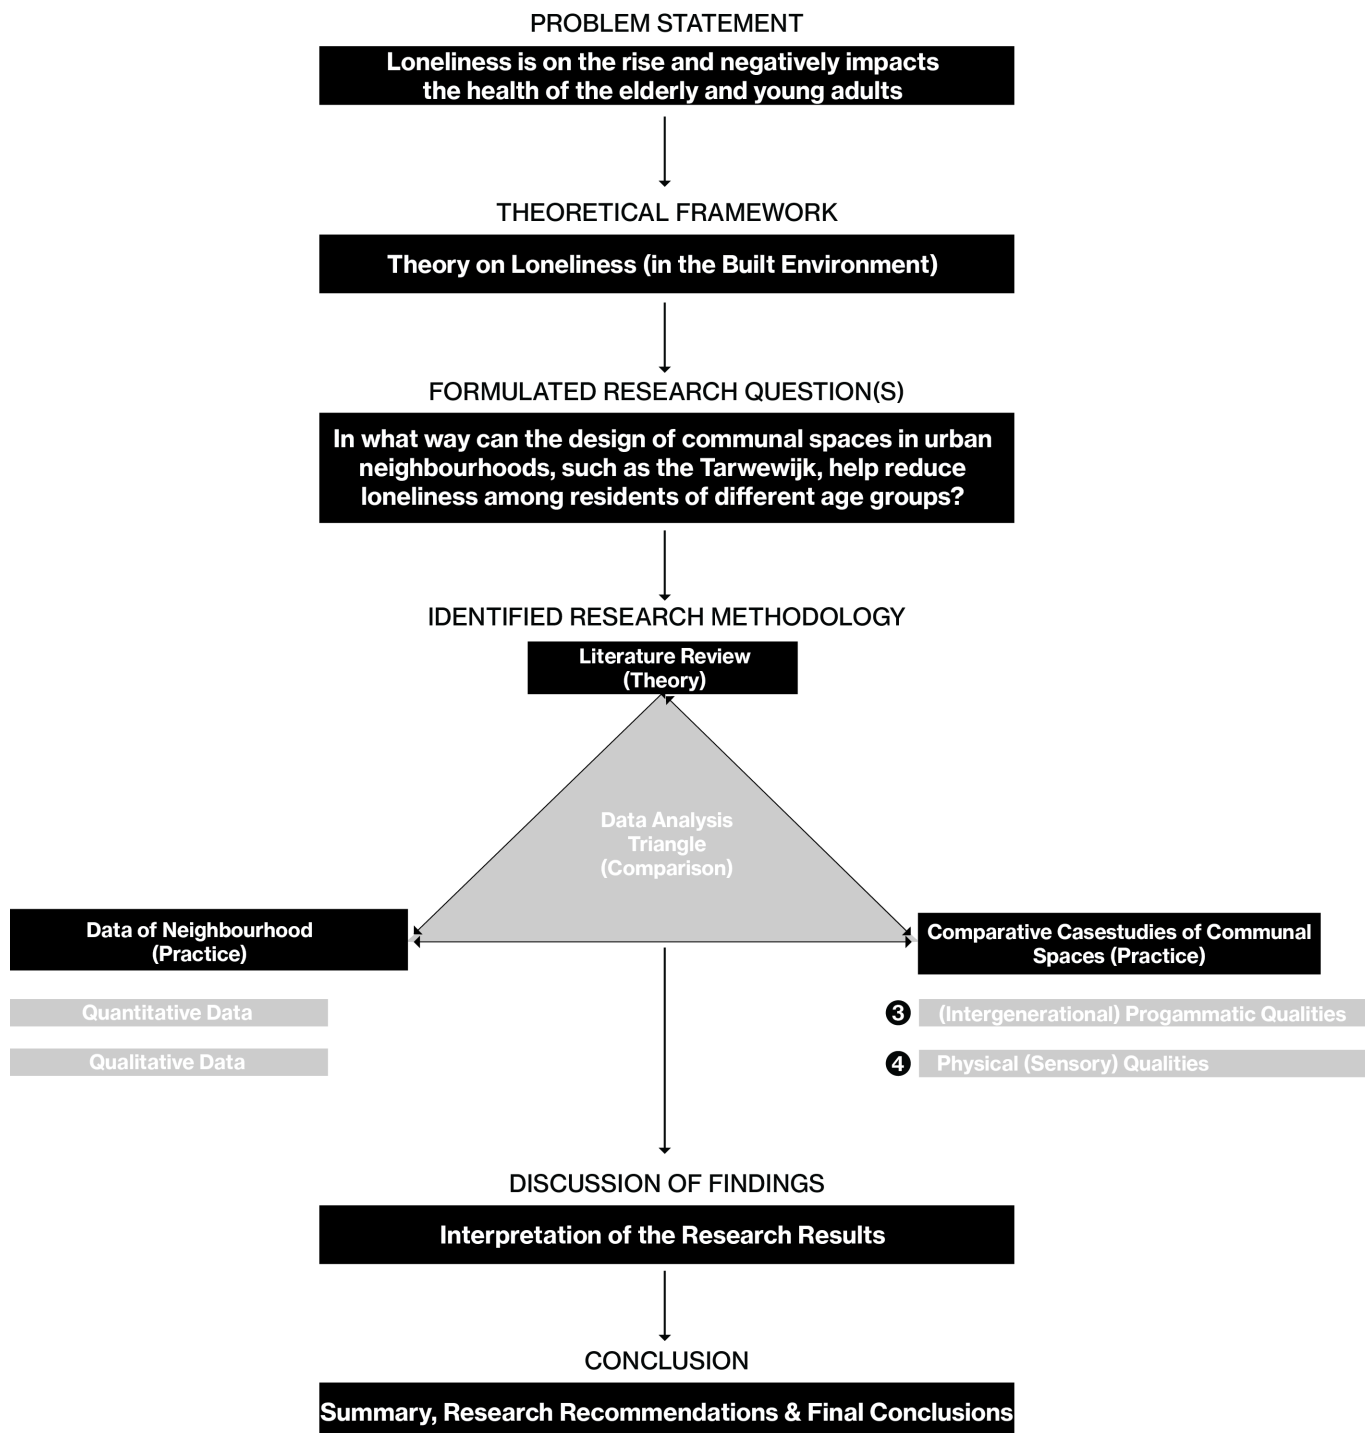 PROBLEM STATEMENT
Loneliness is on the rise and negatively impacts
the health of the elderly and young adults
THEORETICAL FRAMEWORK
Theory on Loneliness (in the Built Environment)
FORMULATED RESEARCH QUESTION(S)
In what way can the design of communal spaces in urban
neighbourhoods, such as the Tarwewijk, help reduce
loneliness among residents of different age groups?
IDENTIFIED RESEARCH METHODOLOGY
Literature Review
(Theory)
Data Analysis
Triangle
(Comparison)
Data of Neighbourhood
(Practice)
Quantitative Data
Qualitative Data
Comparative Casestudies of Communal
Spaces (Practice)
3 (Intergenerational) Progammatic Qualities
4 Physical (Sensory) Qualities
DISCUSSION OF FINDINGS
Interpretation of the Research Results
CONCLUSION
Summary, Research Recommendations & Final Conclusions